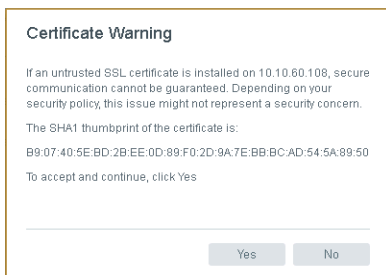 Certificate Warning
If an untrusted SSL certificate is installed on 10.10.60.108, secure
communication cannot be guaranteed. Depending on your
security policy, this issue might not represent a security concern.
The SHA1 thumbprint of the certificate is:
B9:07:40:5E:BD:2B:EE:0D:89:F0:2D:9A:7E:BB:BC:AD:54:5A:89:50
To accept and continue, click Yes
Yes No